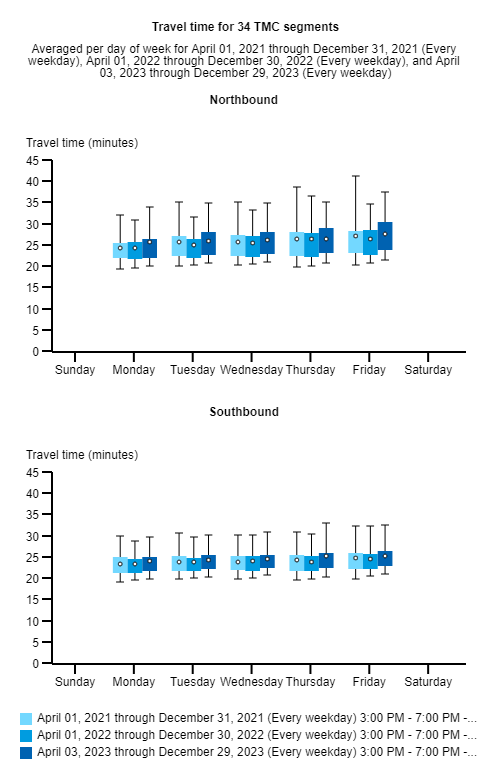 Travel time for 34 TMC segments
Averaged per day of week for April 01, 2021 through December 31, 2021 (Every
weekday), April 01, 2022 through December 30, 2022 (Every weekday), and April
03, 2023 through December 29, 2023 (Every weekday)
Northbound
Travel time (minutes)
45
40
35
30
25
20
15
10
5
0
Sunday Monday Tuesday Wednesday Thursday Friday Saturday
Southbound
Travel time (minutes)
45
40
35
30
25
20
15
10
5
0
Sunday Monday Tuesday Wednesday Thursday Friday Saturday
April 01, 2021 through December 31, 2021 (Every weekday) 3:00 PM - 7:00 PM -...
April 01, 2022 through December 30, 2022 (Every weekday) 3:00 PM - 7:00 PM -...
April 03, 2023 through December 29, 2023 (Every weekday) 3:00 PM - 7:00 PM -...